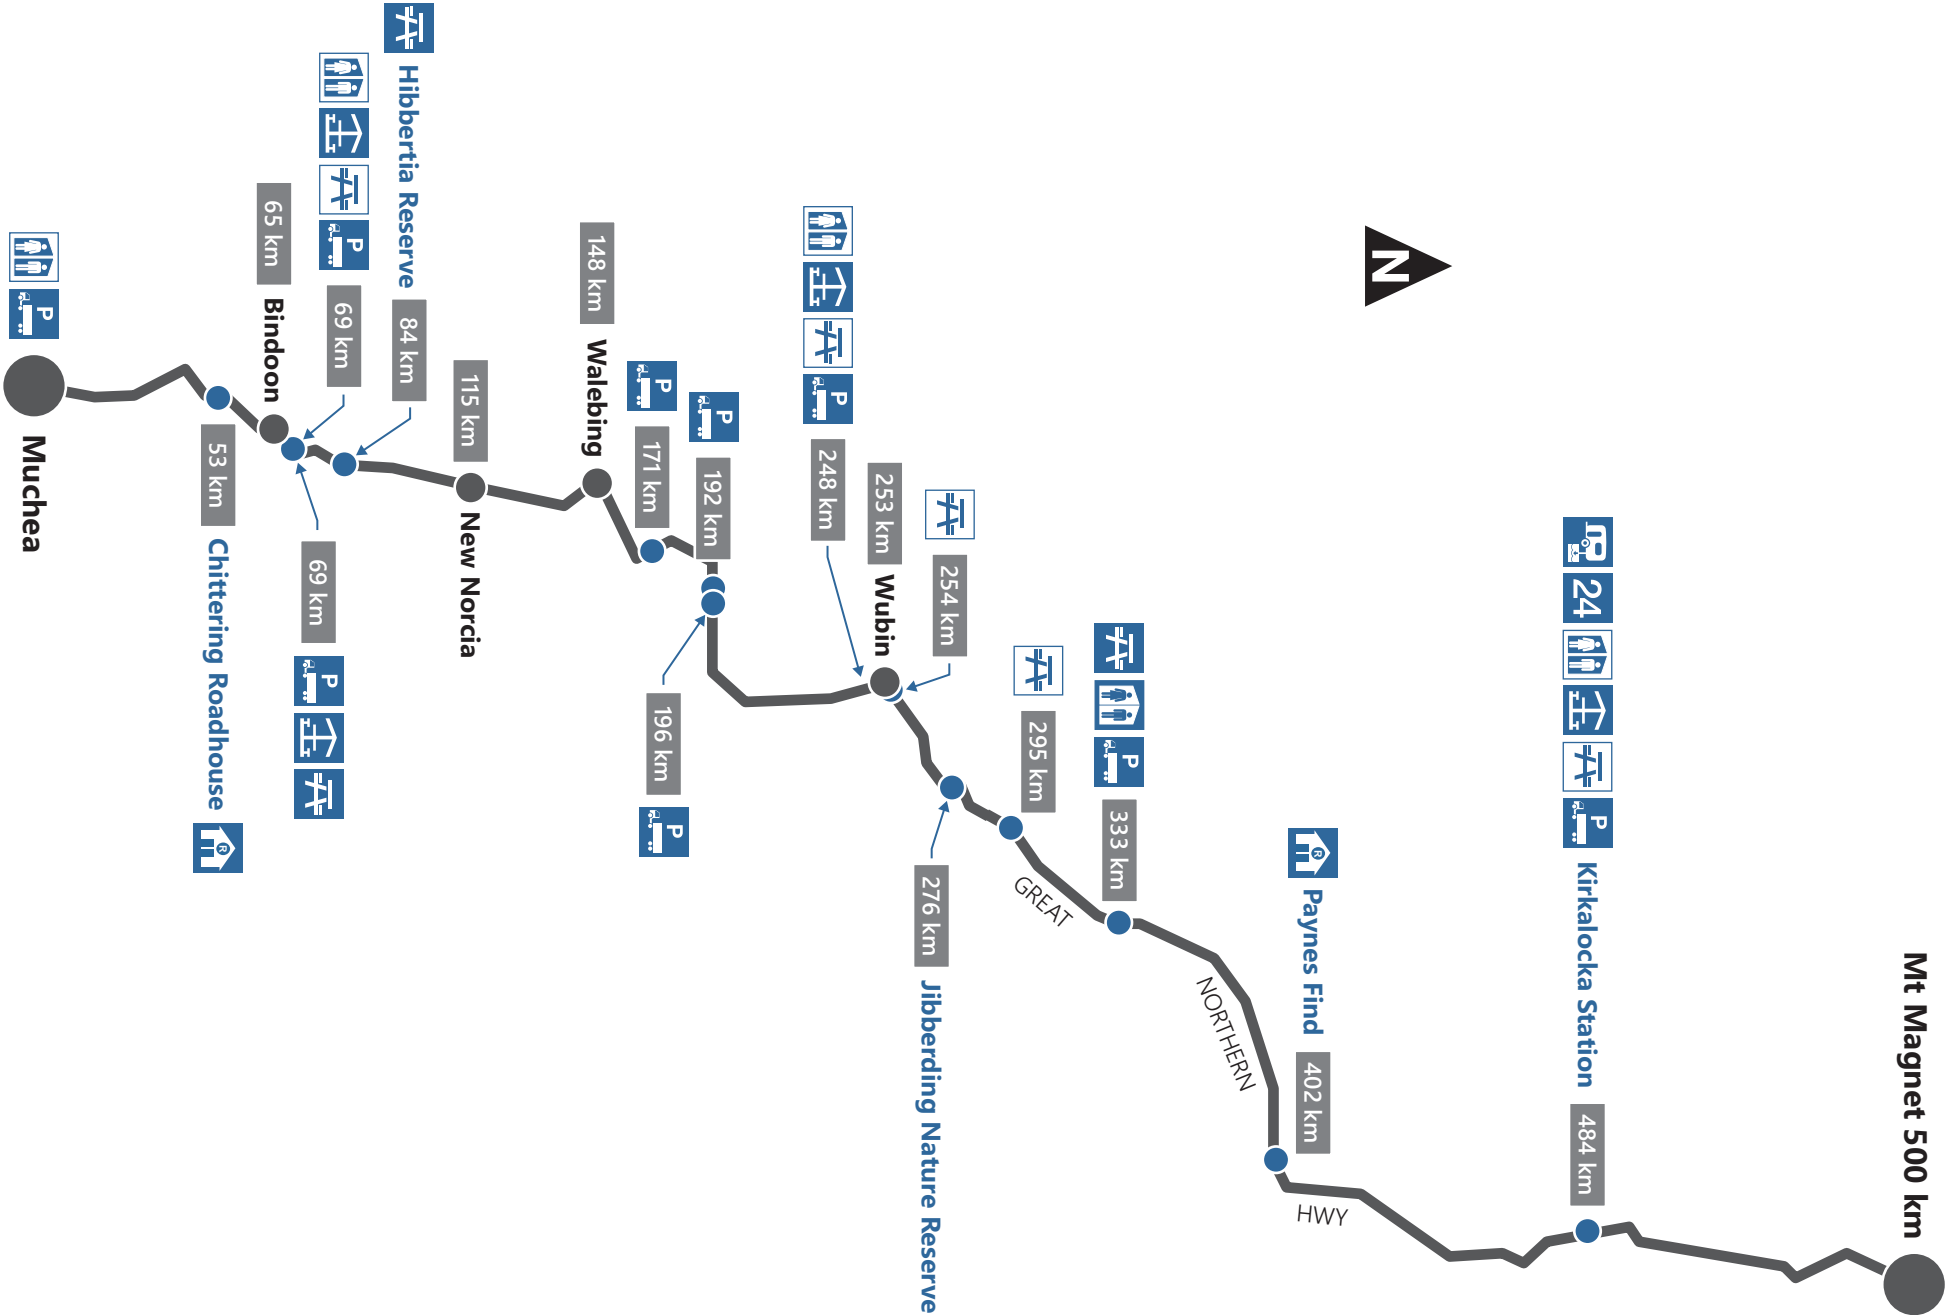 Mt Magnet 500 km
Kirkalocka Station
484 km
24
P
N
Paynes Find
402 km
HWY
NORTHERN
P
333 km
GREAT
295 km
276 km
Jibberding Nature Reserve
254 km
253 km
Wubin
P
248 km
P
192 km
196 km
P
P
171 km
148 km
Walebing
115 km
New Norcia
Hibbertia Reserve
84 km
P
69 km
69 km
P
65 km
Bindoon
53 km
Chittering Roadhouse
R
P
Muchea
R